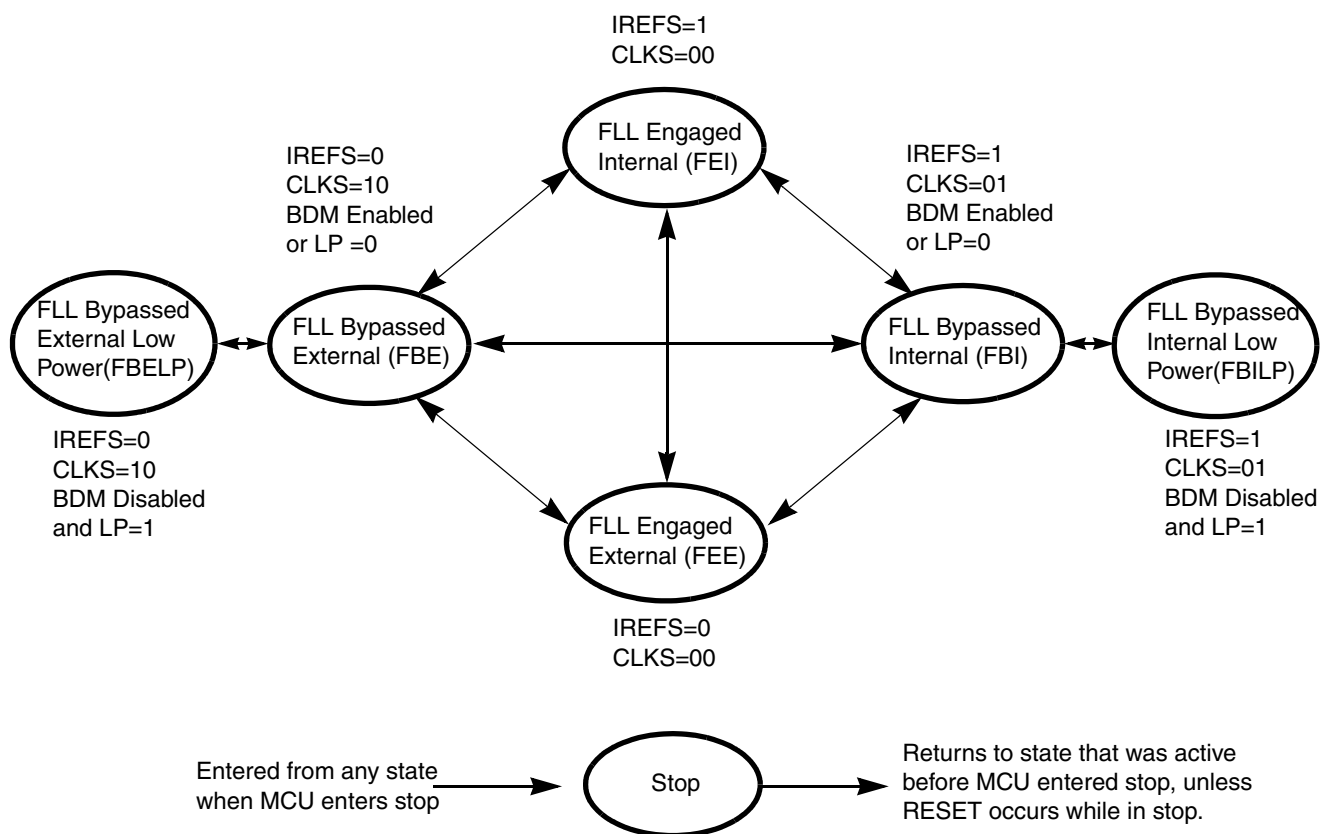 IREFS=1
CLKS=00
FLL Engaged
Internal (FEI)
IREFS=0
CLKS=10
BDM Enabled
or LP =0
IREFS=1
CLKS=01
BDM Enabled
or LP=0
FLL Bypassed
External Low
Power(FBELP)
FLL Bypassed
External (FBE)
FLL Bypassed
Internal (FBI)
FLL Bypassed
Internal Low
Power(FBILP)
IREFS=0
CLKS=10
BDM Disabled
and LP=1
IREFS=1
CLKS=01
BDM Disabled
and LP=1
FLL Engaged
External (FEE)
IREFS=0
CLKS=00
Entered from any state
when MCU enters stop
Stop
Returns to state that was active
before MCU entered stop, unless
RESET occurs while in stop.